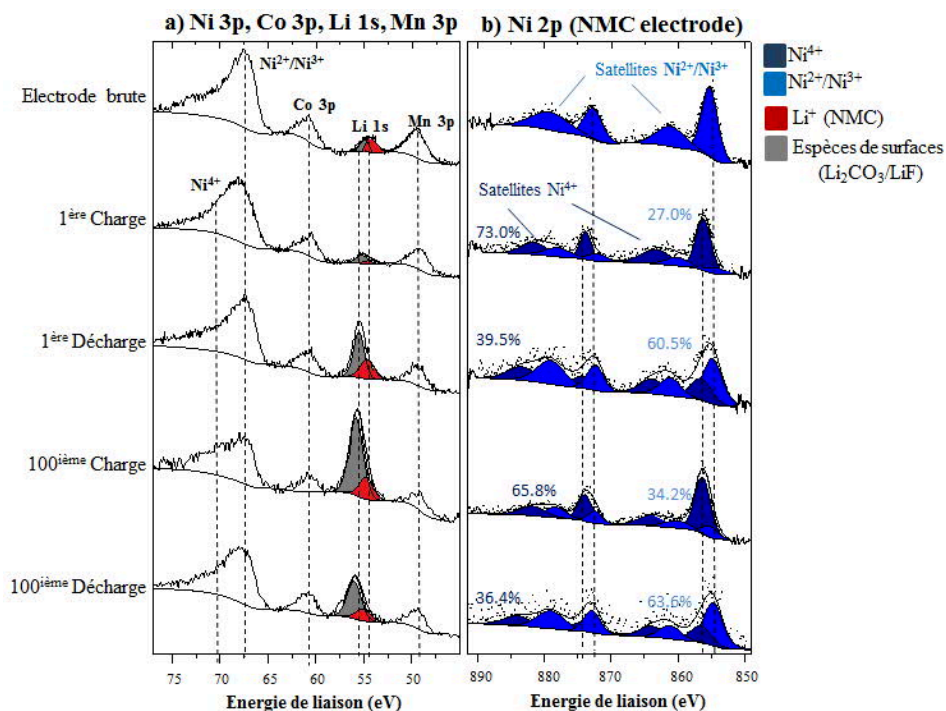 a) Ni 3p, Co 3p, Li 1s, Mn 3p
b) Ni 2p (NMC electrode)
Ni²⁺/Ni³⁺
Co 3p
Li 1s
Mn 3p
Electrode brute
Satellites Ni²⁺/Ni³⁺
Ni⁴⁺
1ère Charge
Satellites Ni⁴⁺
73.0%
27.0%
1ère Décharge
39.5%
60.5%
100ième Charge
65.8%
34.2%
100ième Décharge
36.4%
63.6%
75 70 65 60 55 50
Energie de liaison (eV)
890 880 870 860 850
Energie de liaison (eV)
849
Ni⁴⁺
Ni²⁺/Ni³⁺
Li⁺ (NMC)
Espèces de surfaces
(Li₂CO₃/LiF)